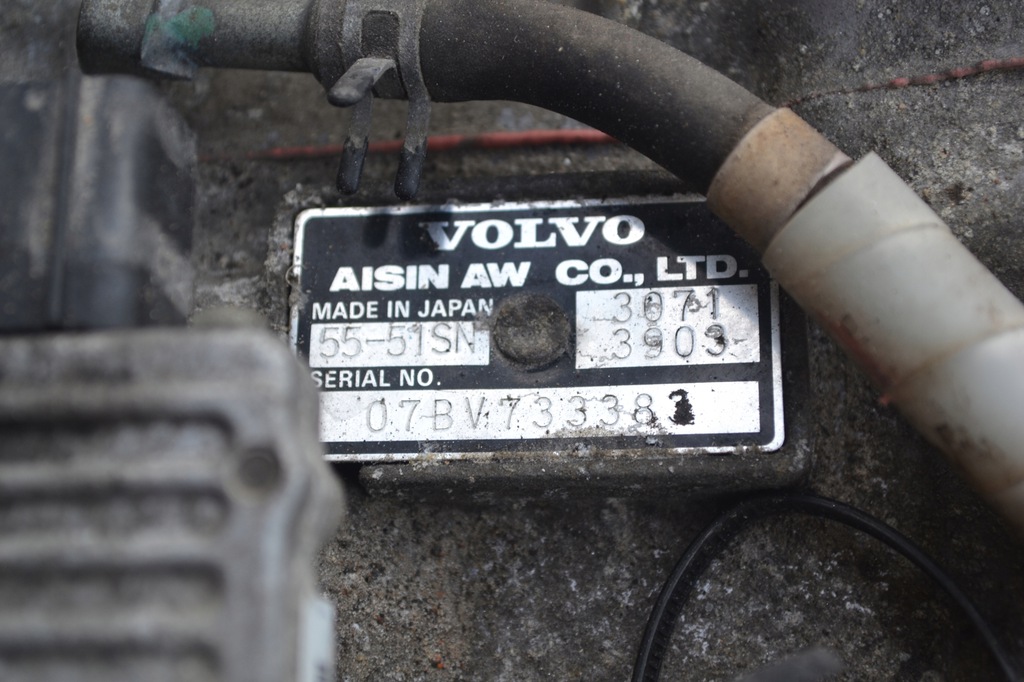 VOLVO
AISIN AW CO., LTD.
MADE IN JAPAN
55-51SN
3071
3903
SERIAL NO.
07BV733383